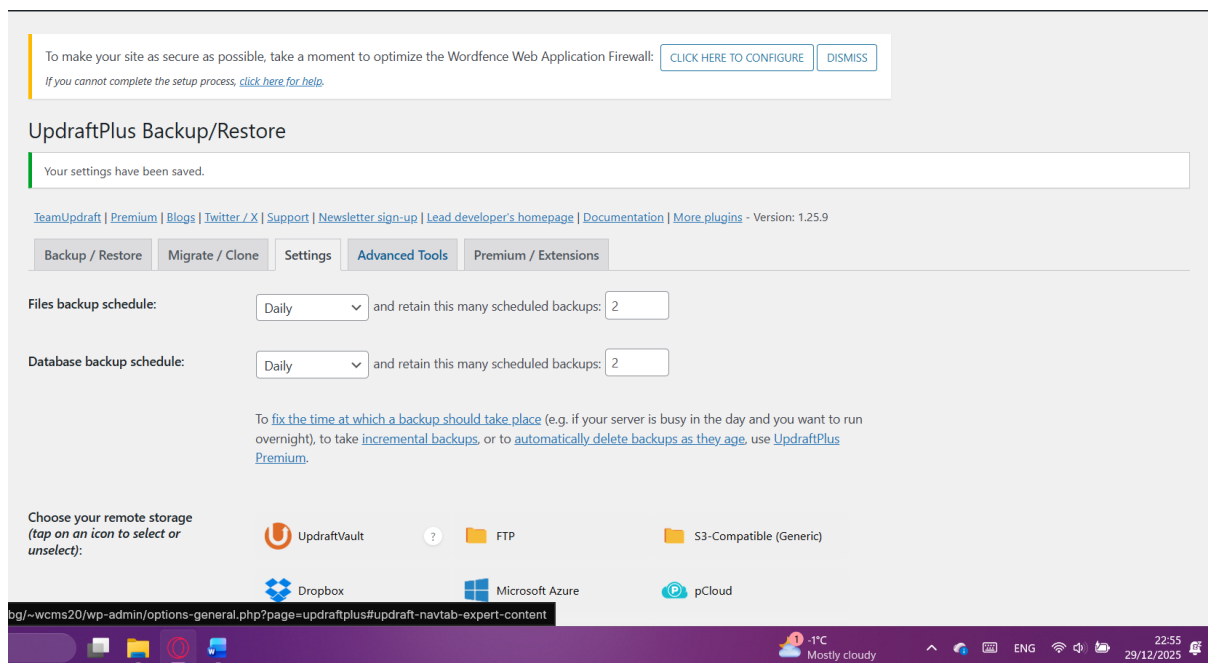 To make your site as secure as possible, take a moment to optimize the Wordfence Web Application Firewall: CLICK HERE TO CONFIGURE DISMISS
If you cannot complete the setup process, click here for help.
UpdraftPlus Backup/Restore
Your settings have been saved.
TeamUpdraft | Premium | Blogs | Twitter / X | Support | Newsletter sign-up | Lead developer's homepage | Documentation | More plugins - Version: 1.25.9
Backup / Restore Migrate / Clone Settings Advanced Tools Premium / Extensions
Files backup schedule: Daily and retain this many scheduled backups: 2
Database backup schedule: Daily and retain this many scheduled backups: 2
To fix the time at which a backup should take place (e.g. if your server is busy in the day and you want to run
overnight), to take incremental backups, or to automatically delete backups as they age, use UpdraftPlus
Premium.
Choose your remote storage
(tap on an icon to select or
unselect):
UpdraftVault ? FTP S3-Compatible (Generic)
Dropbox Microsoft Azure pCloud
bg/~wcms20/wp-admin/options-general.php?page=updraftplus#updraft-navtab-expert-content
1 -1°C
Mostly cloudy
ENG
22:55
29/12/2025